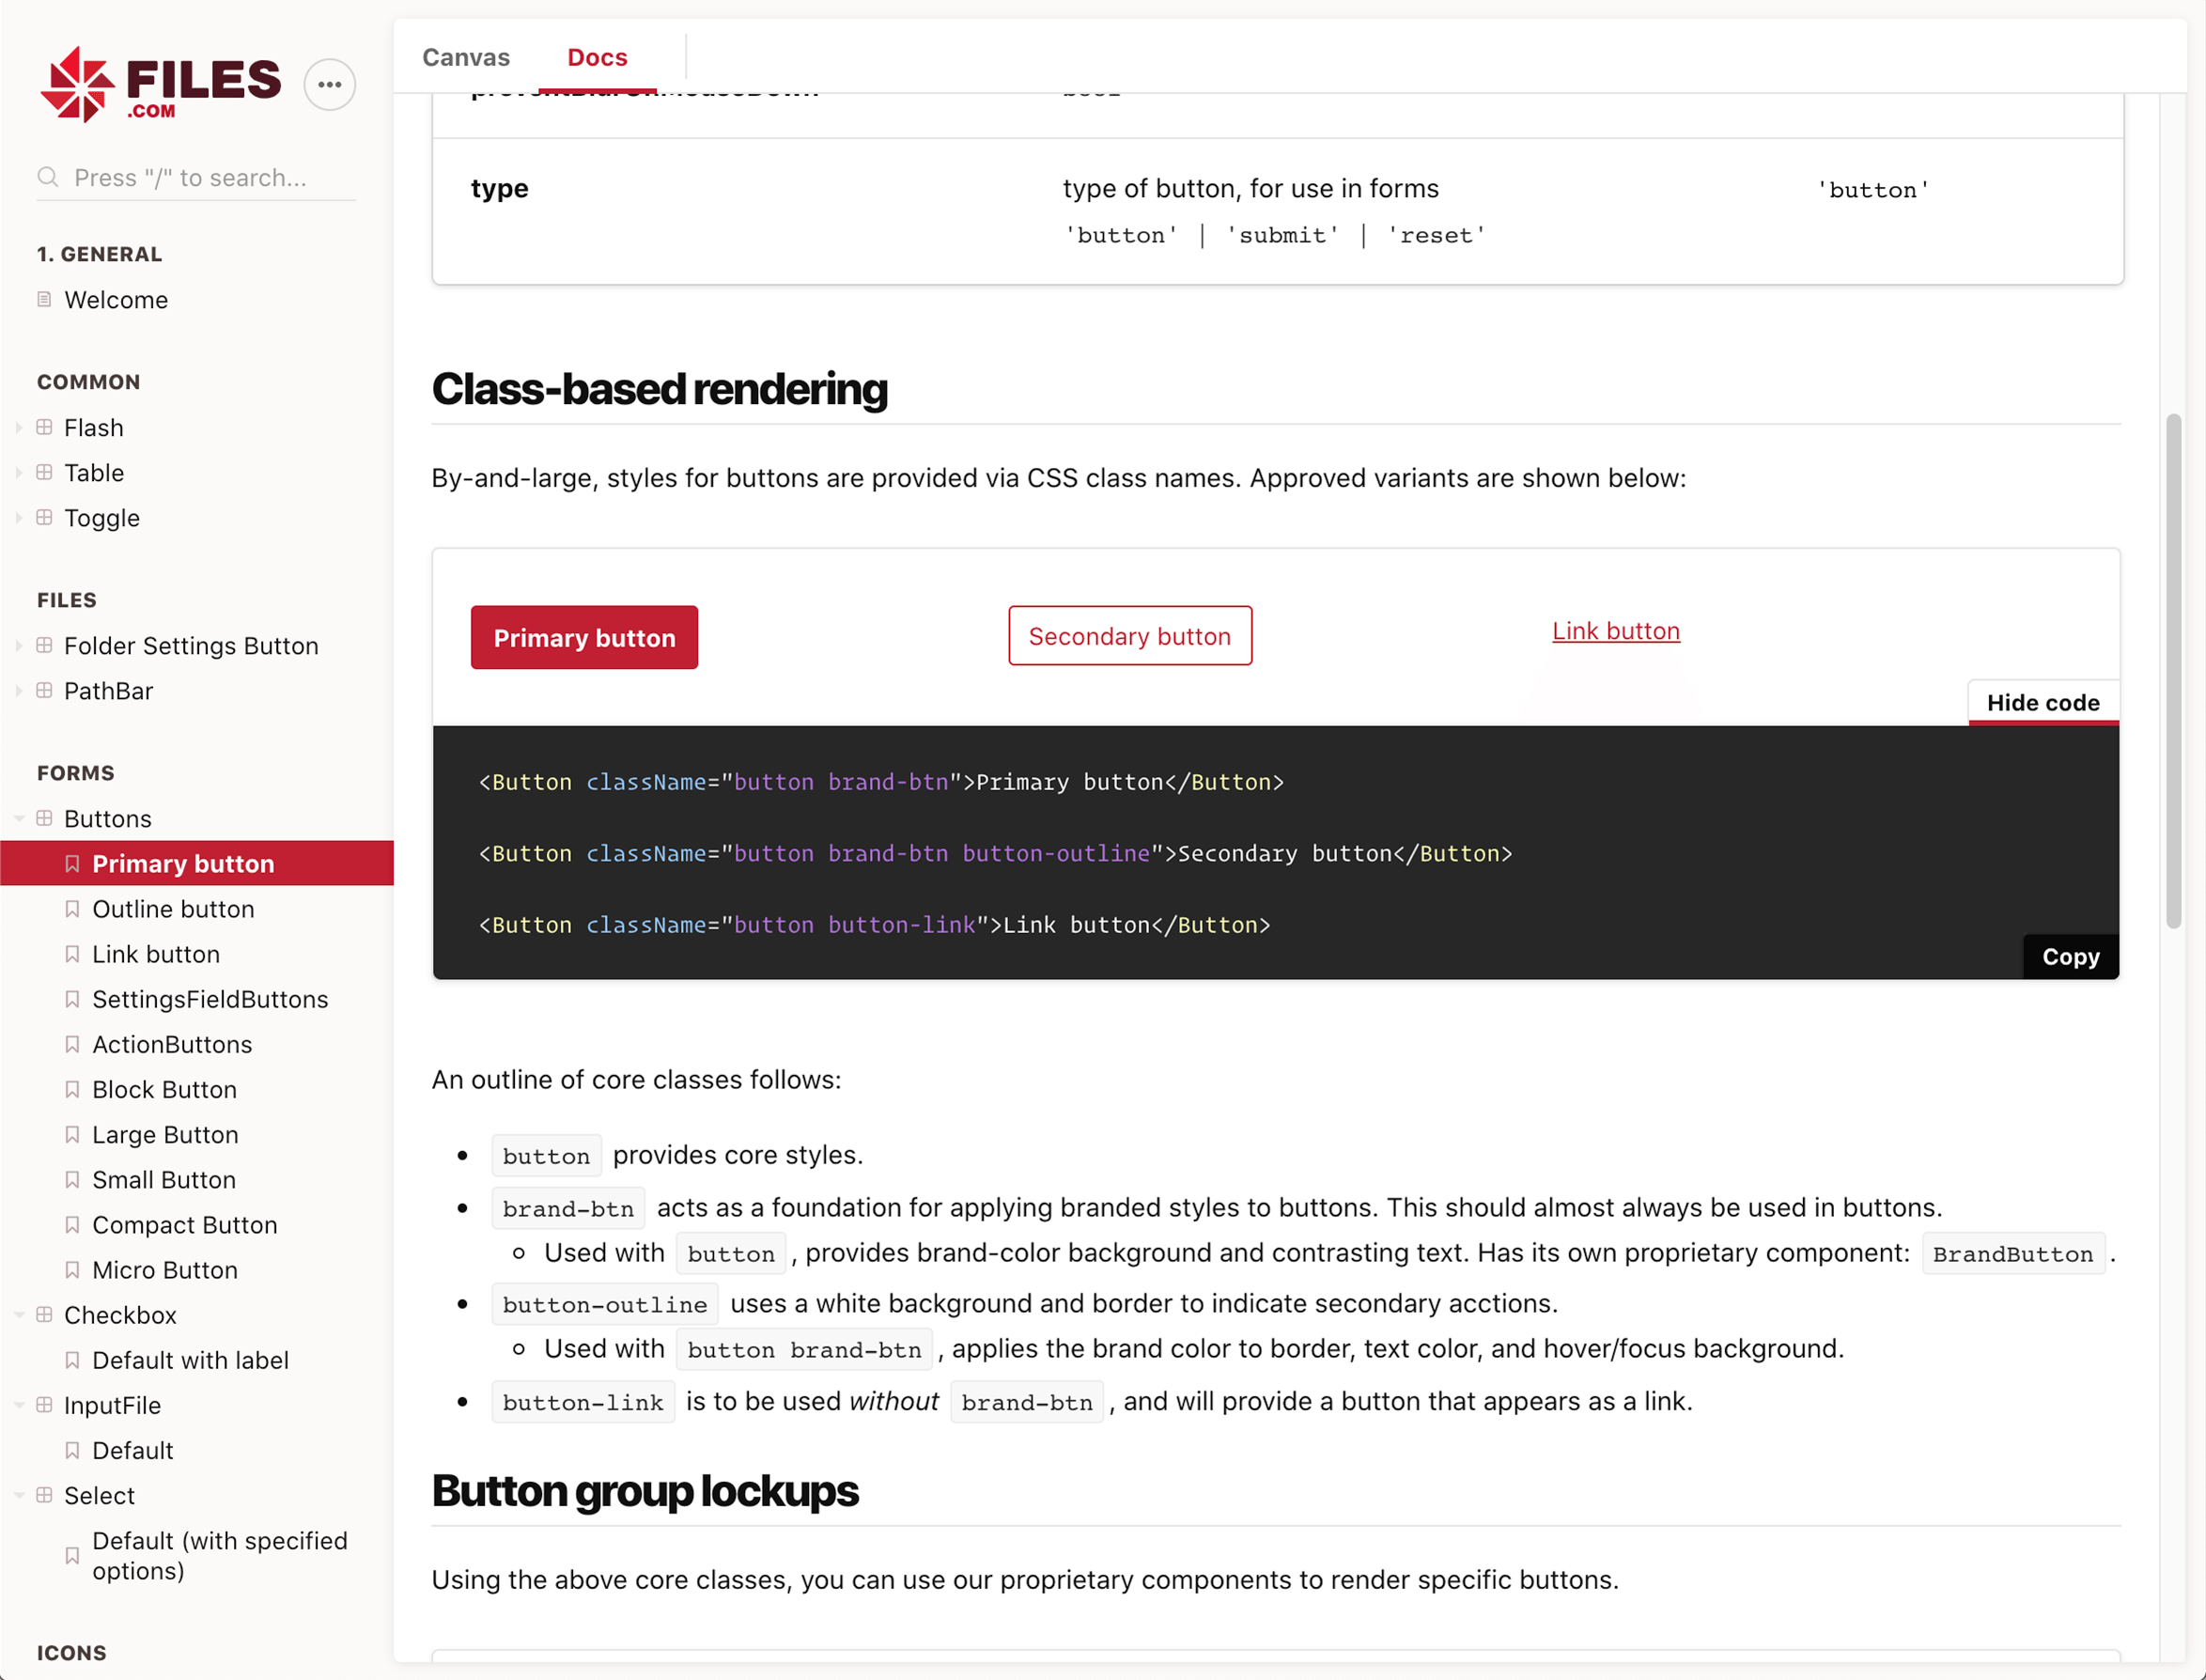 FILES
.COM
Press "/" to search...
1. GENERAL
Welcome
COMMON
Flash
Table
Toggle
FILES
Folder Settings Button
PathBar
FORMS
Buttons
Primary button
Outline button
Link button
SettingsFieldButtons
ActionButtons
Block Button
Large Button
Small Button
Compact Button
Micro Button
Checkbox
Default with label
InputFile
Default
Select
Default (with specified
options)
ICONS
Canvas Docs
type type of button, for use in forms 'button'
'button' | 'submit' | 'reset'
Class-based rendering
By-and-large, styles for buttons are provided via CSS class names. Approved variants are shown below:
Primary button Secondary button Link button
Hide code
<Button className="button brand-btn">Primary button</Button>
<Button className="button brand-btn button-outline">Secondary button</Button>
<Button className="button button-link">Link button</Button>
Copy
An outline of core classes follows:
• button provides core styles.
• brand-btn acts as a foundation for applying branded styles to buttons. This should almost always be used in buttons.
◦ Used with button , provides brand-color background and contrasting text. Has its own proprietary component: BrandButton .
• button-outline uses a white background and border to indicate secondary acctions.
◦ Used with button brand-btn , applies the brand color to border, text color, and hover/focus background.
• button-link is to be used without brand-btn , and will provide a button that appears as a link.
Button group lockups
Using the above core classes, you can use our proprietary components to render specific buttons.